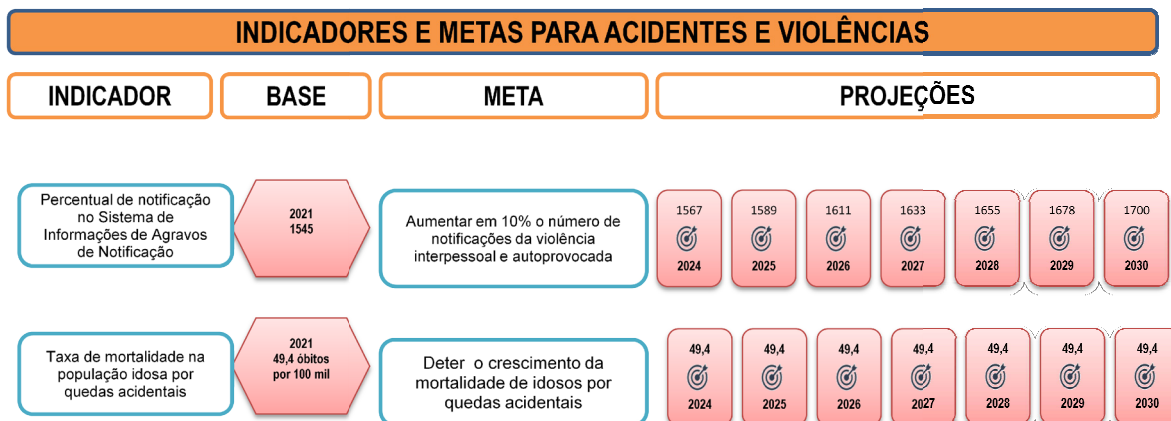 INDICADORES E METAS PARA ACIDENTES E VIOLÊNCIAS
INDICADOR
BASE
META
PROJEÇÕES
Percentual de notificação
no Sistema de
Informações de Agravos
de Notificação
2021
1545
Aumentar em 10% o número de
notificações da violência
interpessoal e autoprovocada
1567 1589 1611 1633 1655 1678 1700
2024 2025 2026 2027 2028 2029 2030
Taxa de mortalidade na
população idosa por
quedas acidentais
2021
49,4 óbitos
por 100 mil
Deter o crescimento da
mortalidade de idosos por
quedas acidentais
49,4 49,4 49,4 49,4 49,4 49,4 49,4
2024 2025 2026 2027 2028 2029 2030